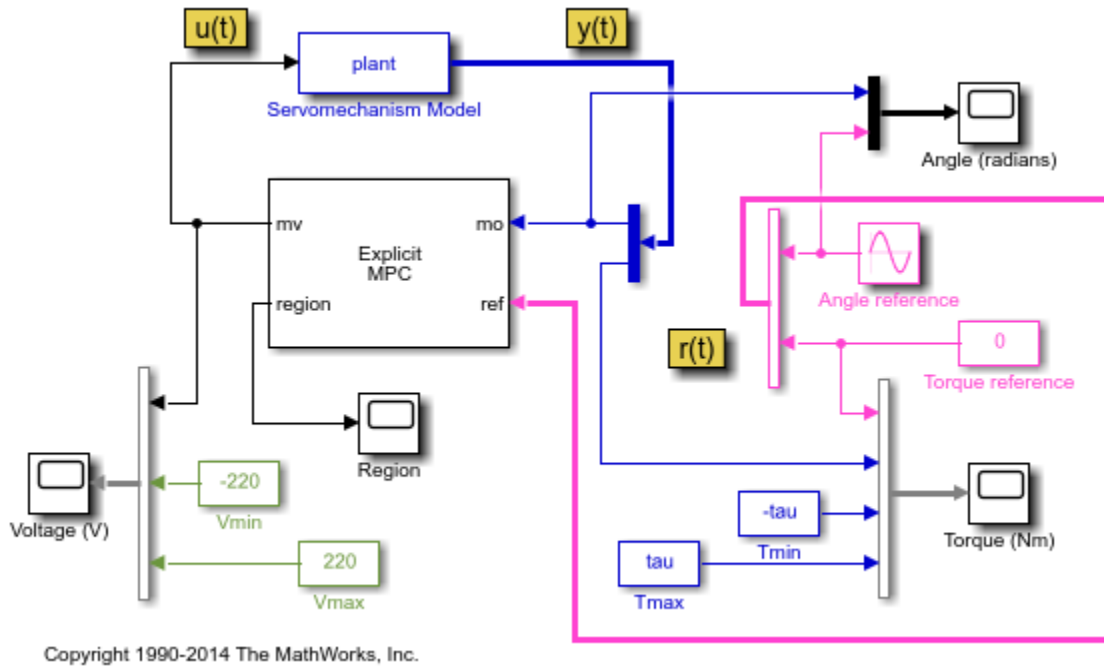 u(t)
y(t)
plant
Servomechanism Model
Angle (radians)
mv
mo
Explicit
MPC
region
ref
Angle reference
r(t)
0
Torque reference
Region
-220
Vmin
Voltage (V)
220
Vmax
-tau
Tmin
tau
Tmax
Torque (Nm)
Copyright 1990-2014 The MathWorks, Inc.